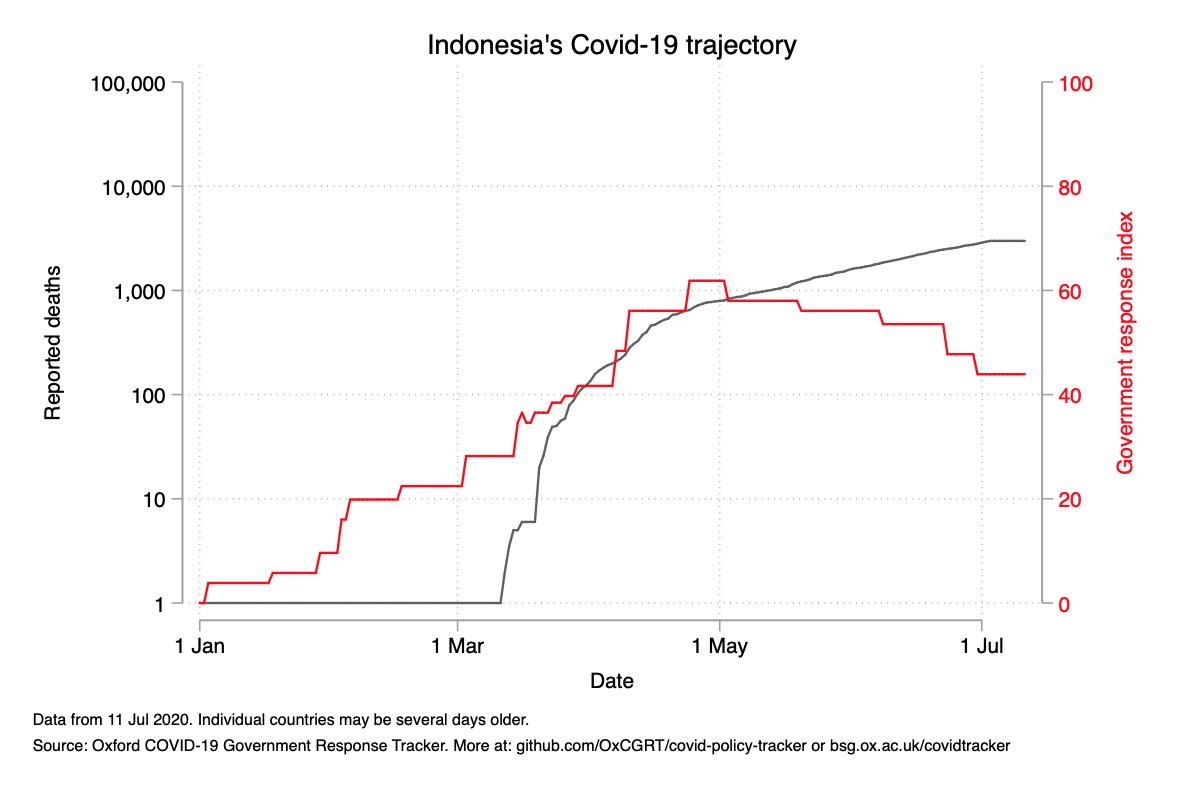 Indonesia's Covid-19 trajectory
100,000
10,000
1,000
100
10
1
Reported deaths
100
80
60
40
20
0
Government response index
1 Jan
1 Mar
1 May
1 Jul
Date
Data from 11 Jul 2020. Individual countries may be several days older.
Source: Oxford COVID-19 Government Response Tracker. More at: github.com/OxCGRT/covid-policy-tracker or bsg.ox.ac.uk/covidtracker